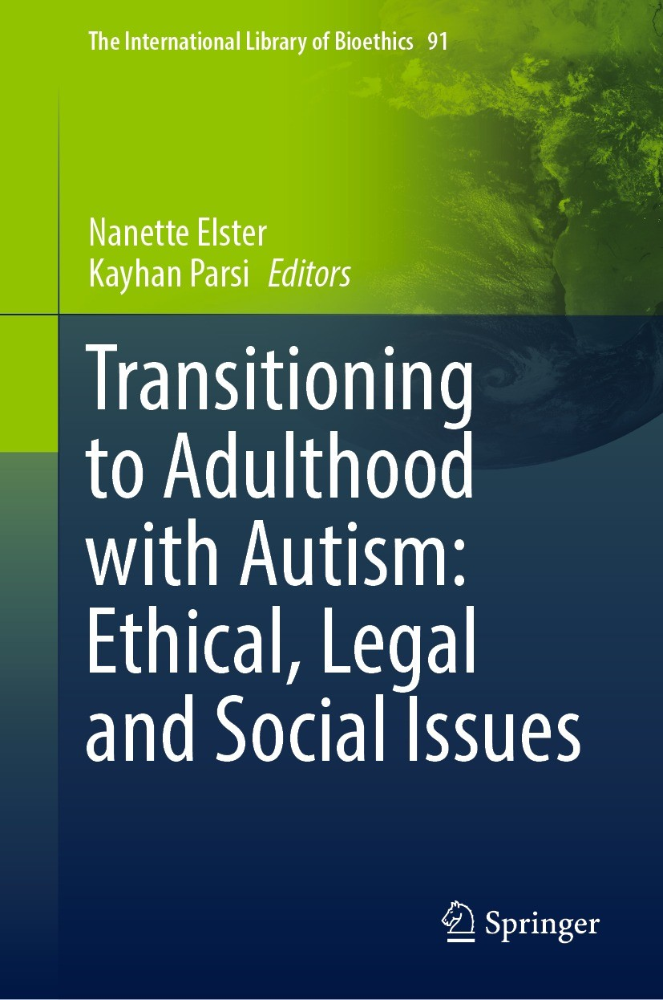 The International Library of Bioethics 91
Nanette Elster
Kayhan Parsi Editors
Transitioning
to Adulthood
with Autism:
Ethical, Legal
and Social Issues
Springer